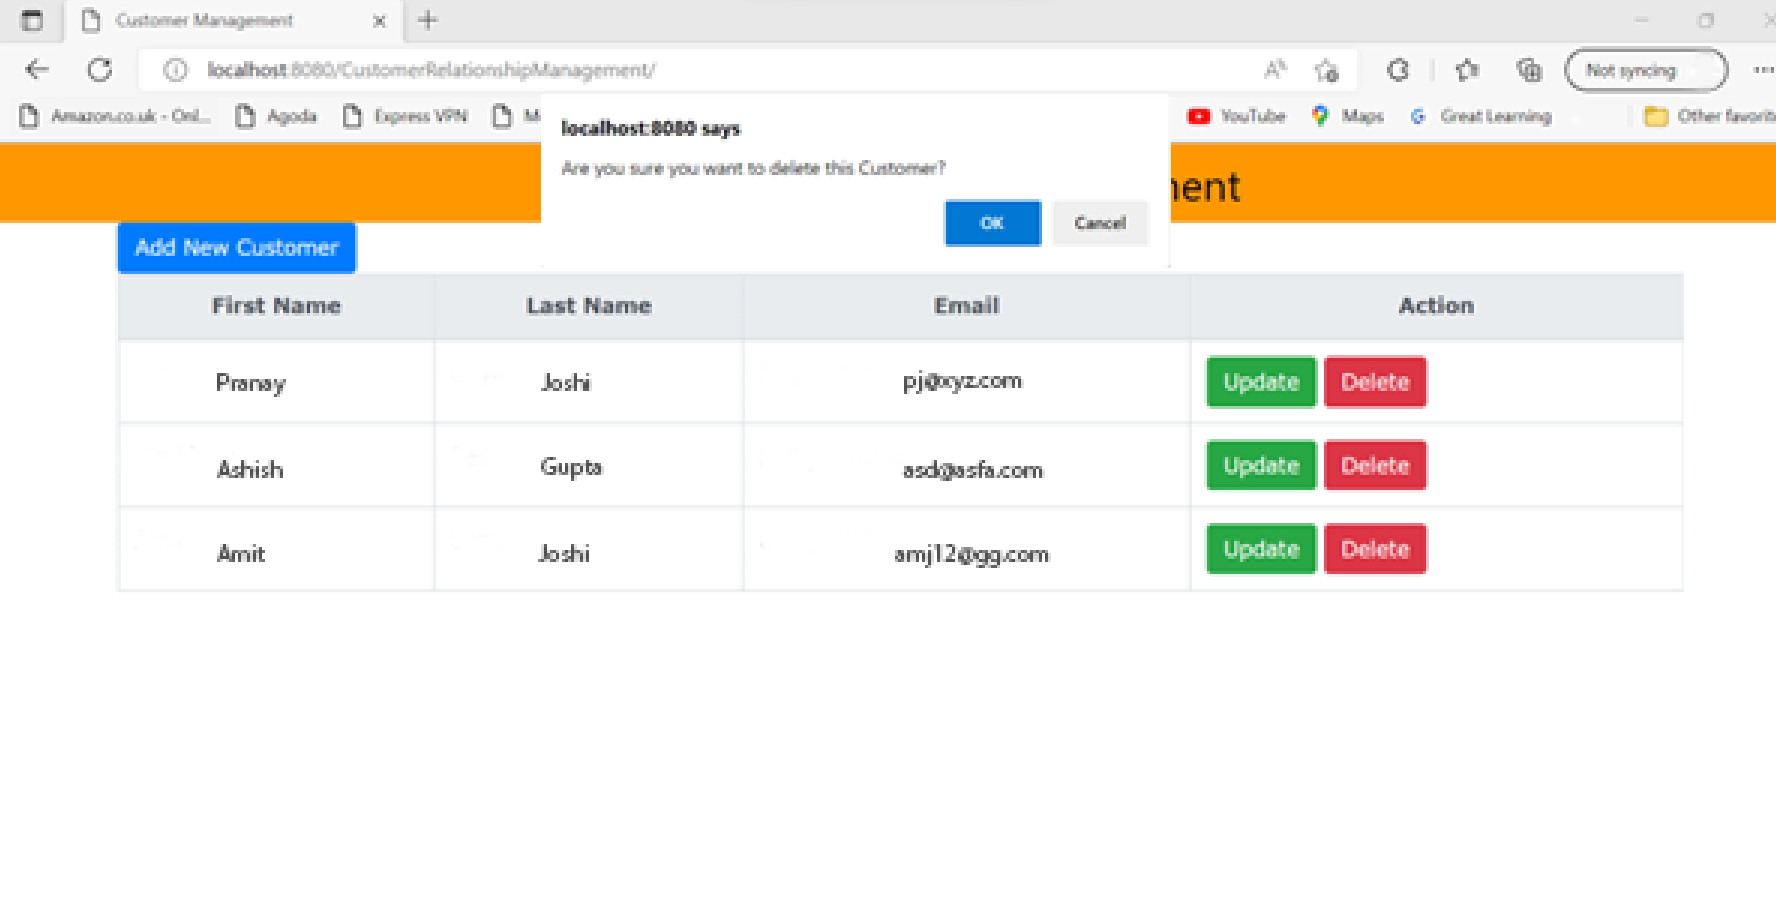 Customer Management
localhost:8080/CustomerRelationshipManagement/
Not syncing
Amazon.co.uk - Onl... Agoda Express VPN M YouTube Maps Great Learning Other favorit
localhost:8080 says
Are you sure you want to delete this Customer?
OK Cancel
ent
Add New Customer
First Name Last Name Email Action
Pranay Joshi pj@xyz.com Update Delete
Ashish Gupta asd@asfa.com Update Delete
Amit Joshi amj12@gg.com Update Delete